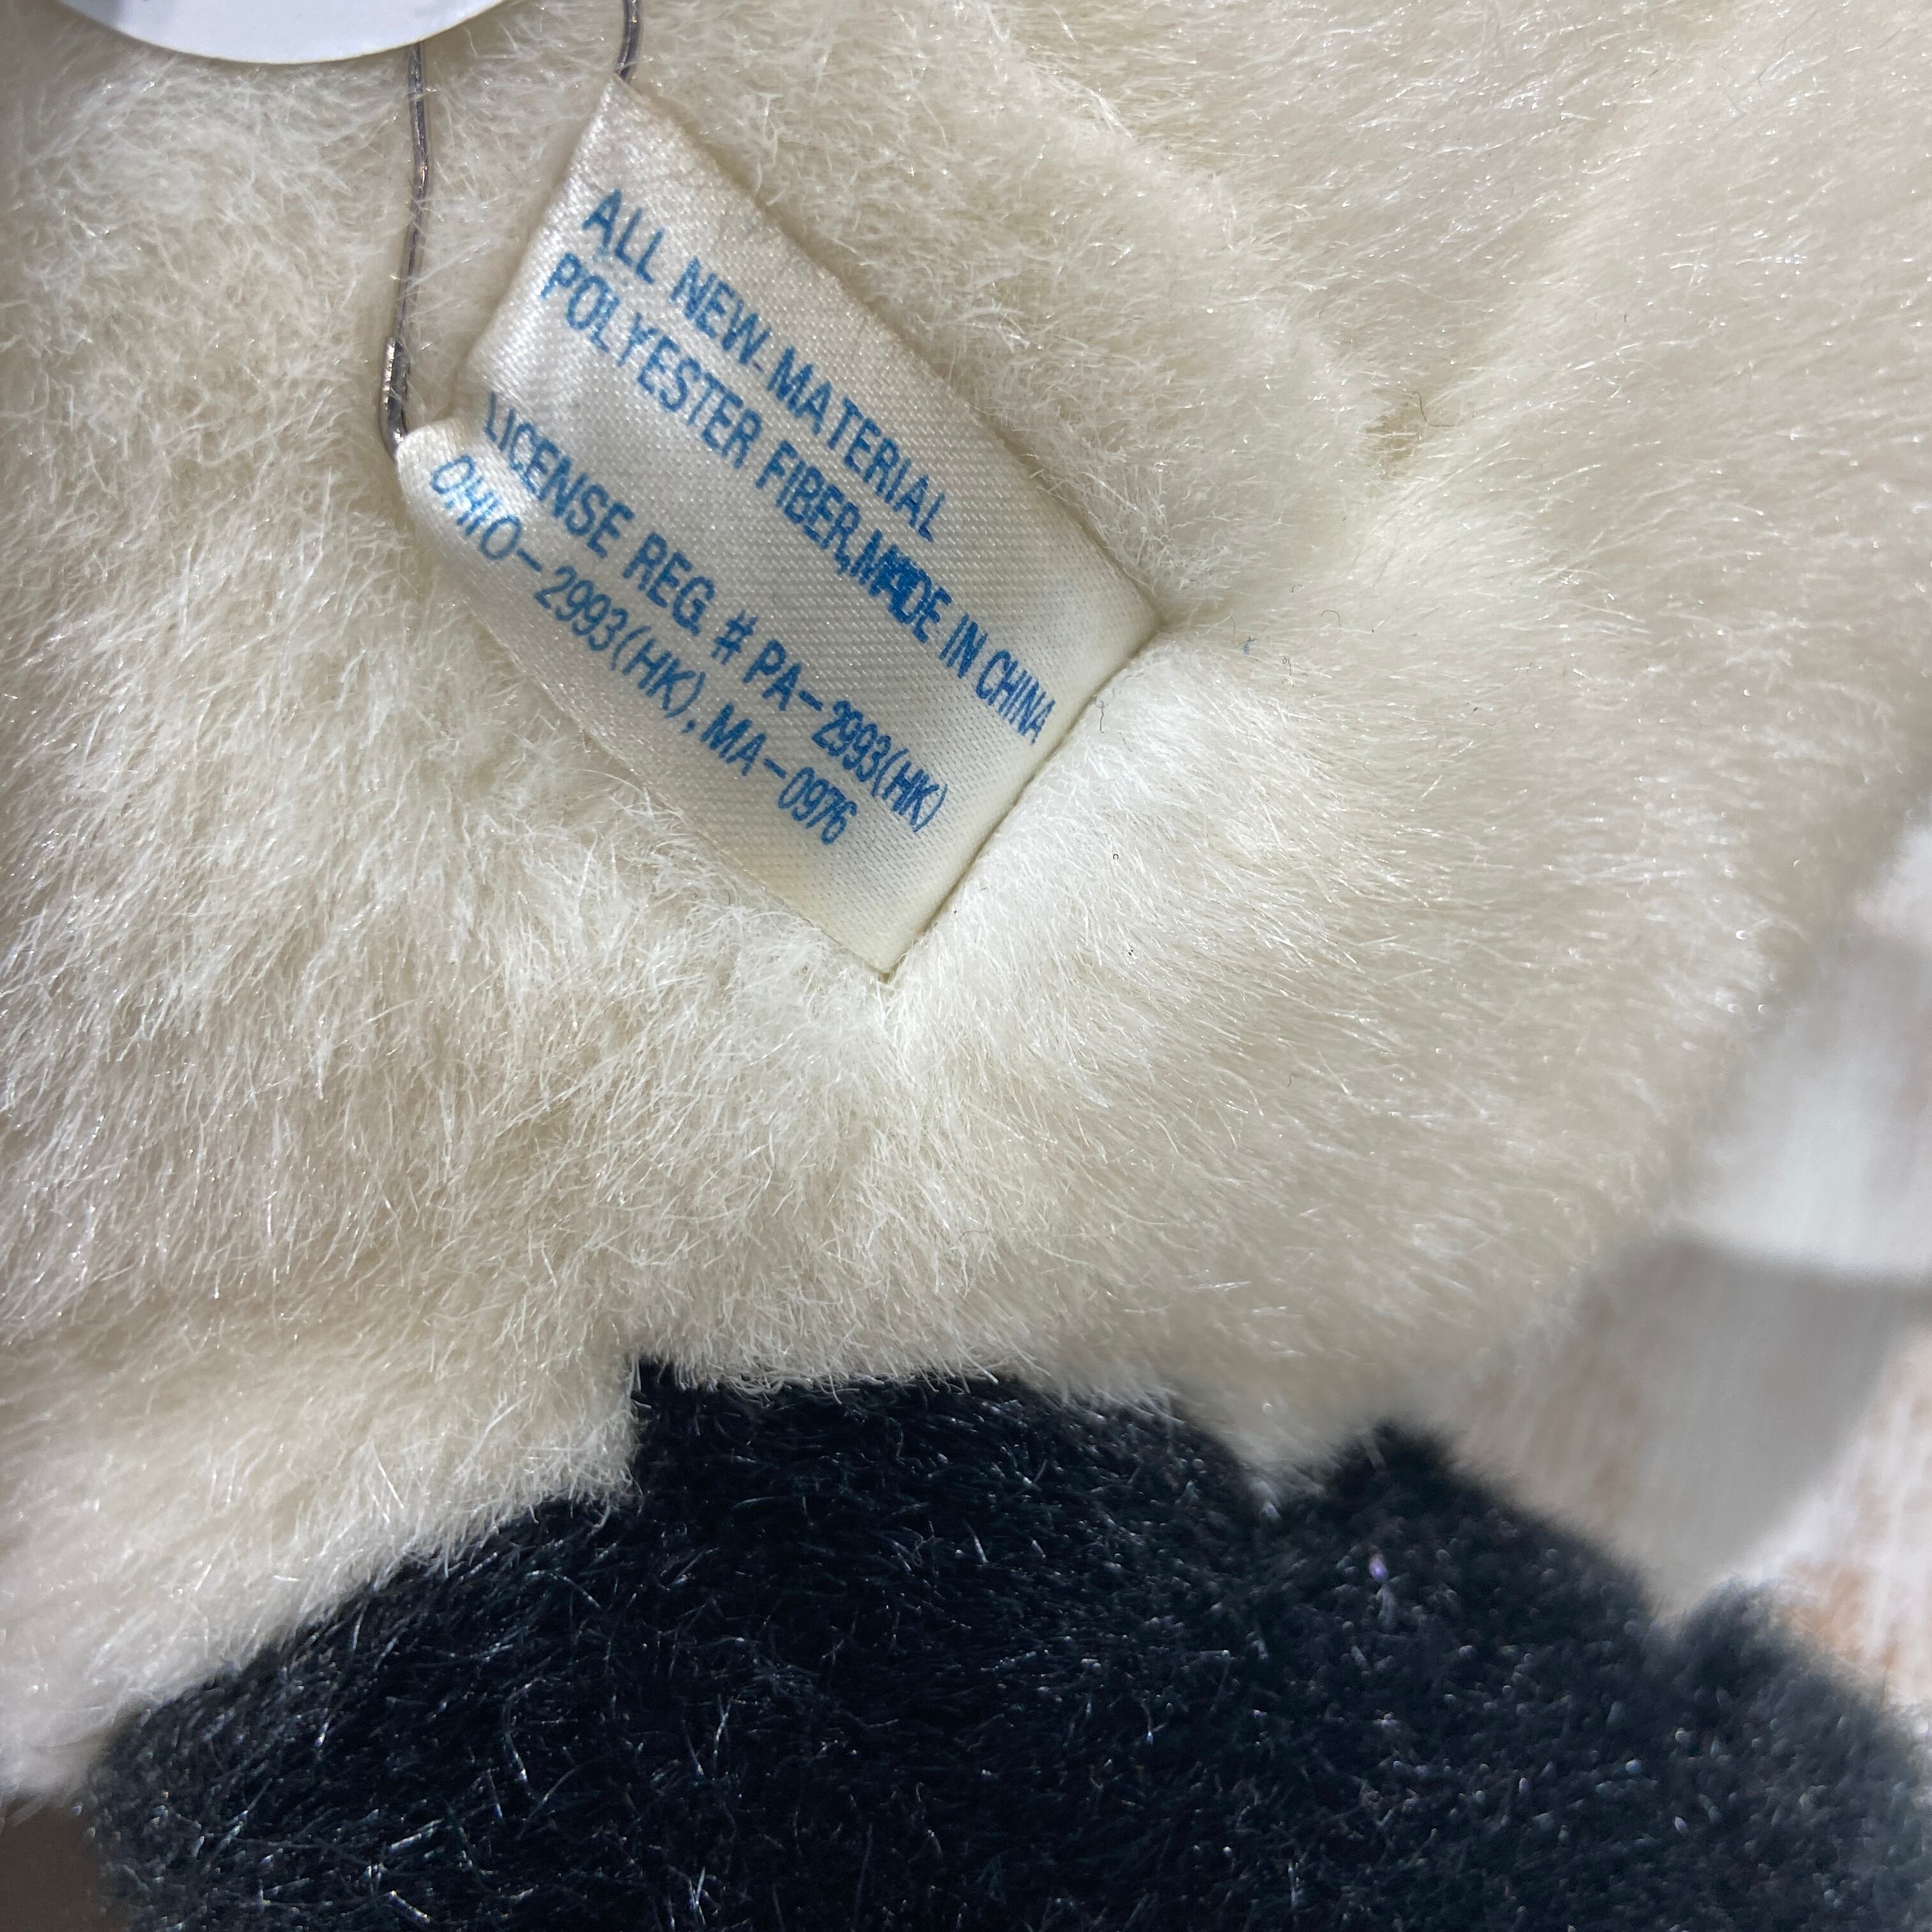 ALL NEW MATERIAL
POLYESTER FIBER,MADE IN CHINA
LICENSE REG. # PA-2993(HK)
OHIO-2993(HK), MA-0976